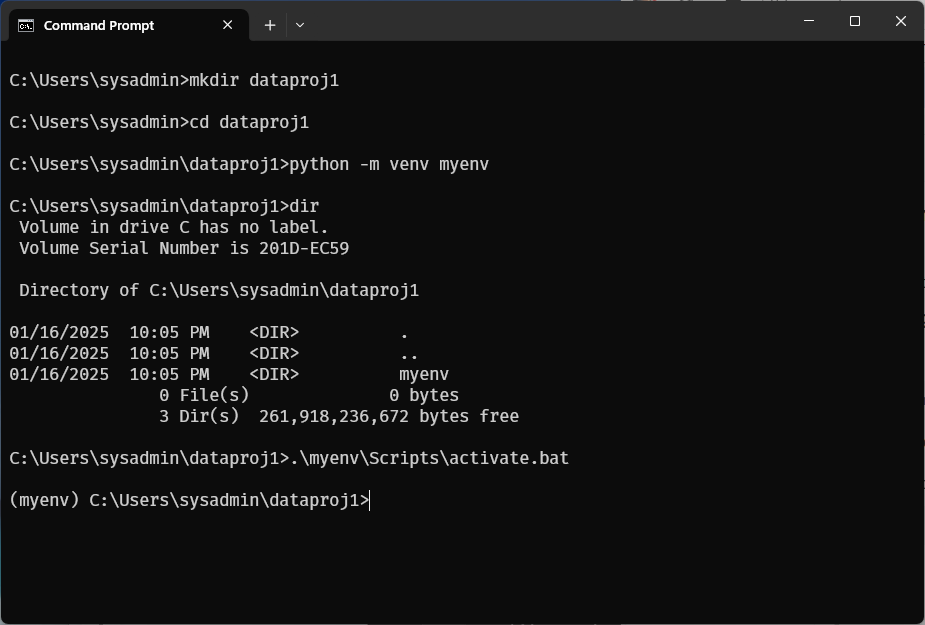 Command Prompt
C:\Users\sysadmin>mkdir dataproj1
C:\Users\sysadmin>cd dataproj1
C:\Users\sysadmin\dataproj1>python -m venv myenv
C:\Users\sysadmin\dataproj1>dir
 Volume in drive C has no label.
 Volume Serial Number is 201D-EC59
 Directory of C:\Users\sysadmin\dataproj1
01/16/2025  10:05 PM    <DIR>          .
01/16/2025  10:05 PM    <DIR>          ..
01/16/2025  10:05 PM    <DIR>          myenv
               0 File(s)              0 bytes
               3 Dir(s)  261,918,236,672 bytes free
C:\Users\sysadmin\dataproj1>.\myenv\Scripts\activate.bat
(myenv) C:\Users\sysadmin\dataproj1>